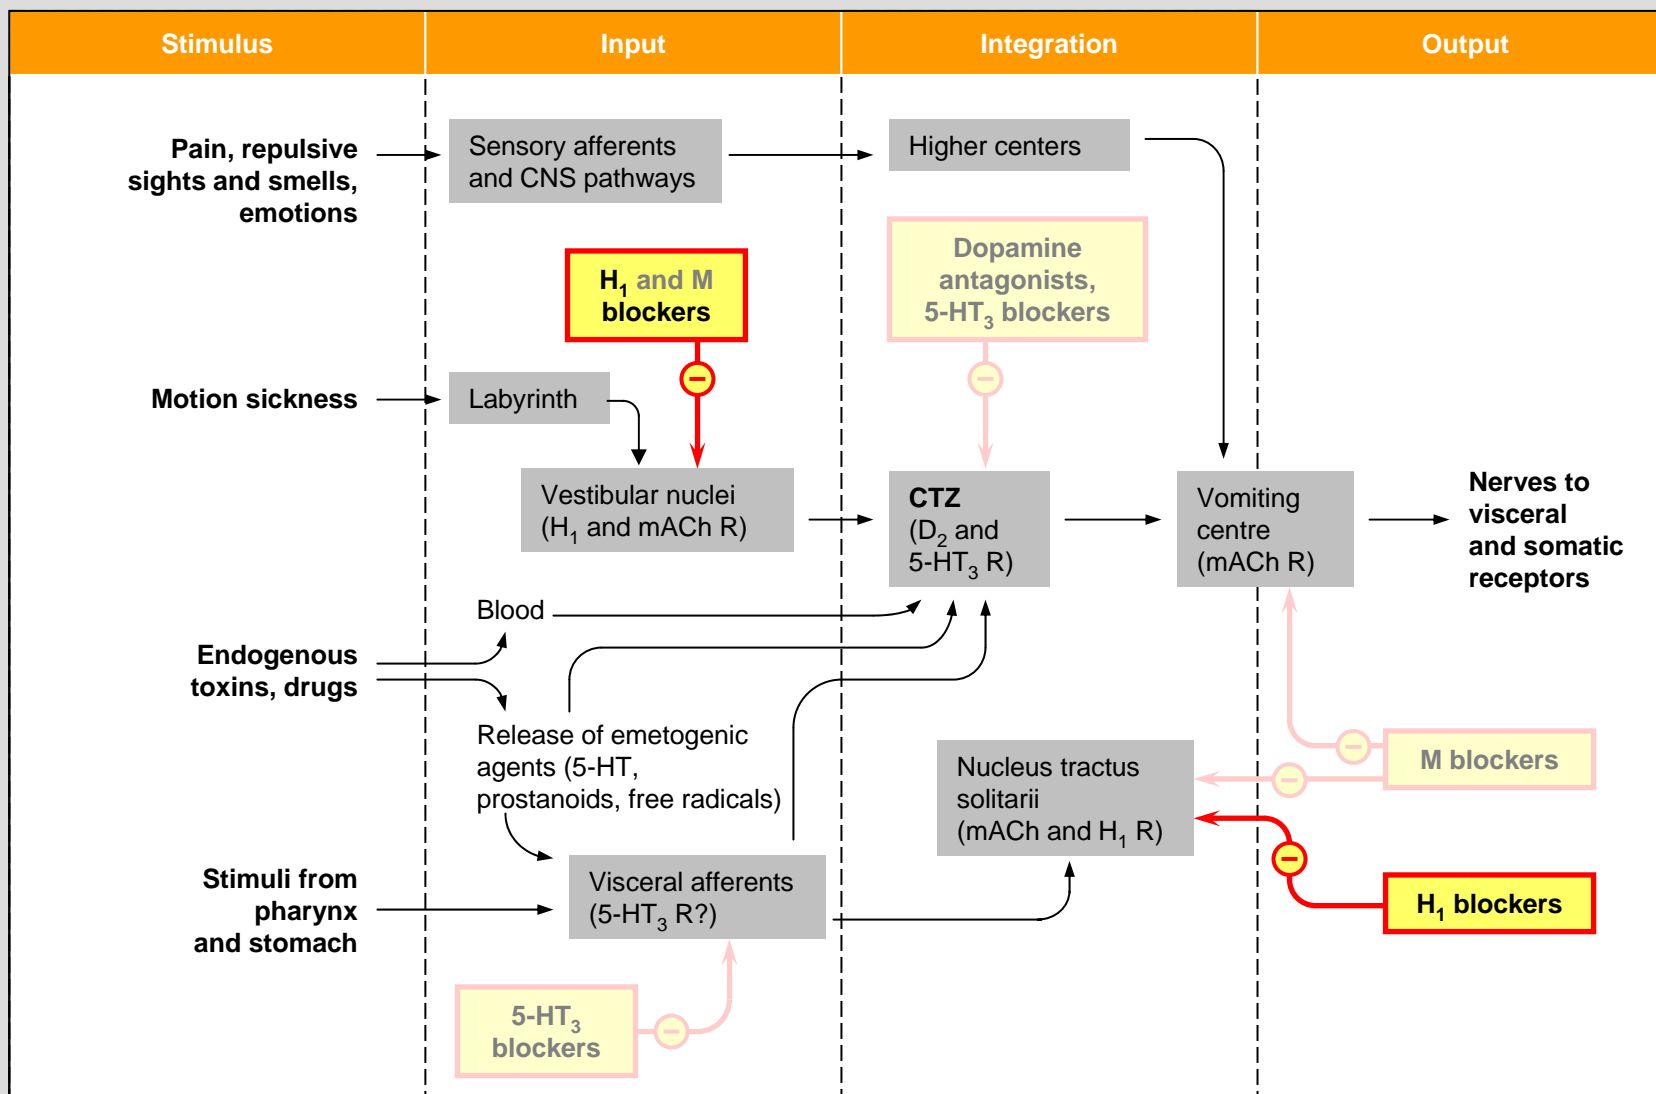 Stimulus
Input
Integration
Output
Pain, repulsive
sights and smells,
emotions
Sensory afferents
and CNS pathways
Higher centers
H₁ and M
blockers
Dopamine
antagonists,
5-HT₃ blockers
Motion sickness
Labyrinth
Vestibular nuclei
(H₁ and mACh R)
CTZ
(D₂ and
5-HT₃ R)
Vomiting
centre
(mACh R)
Nerves to
visceral
and somatic
receptors
Blood
Endogenous
toxins, drugs
Release of emetogenic
agents (5-HT,
prostanoids, free radicals)
Nucleus tractus
solitarii
(mACh and H₁ R)
M blockers
Stimuli from
pharynx
and stomach
Visceral afferents
(5-HT₃ R?)
H₁ blockers
5-HT₃
blockers